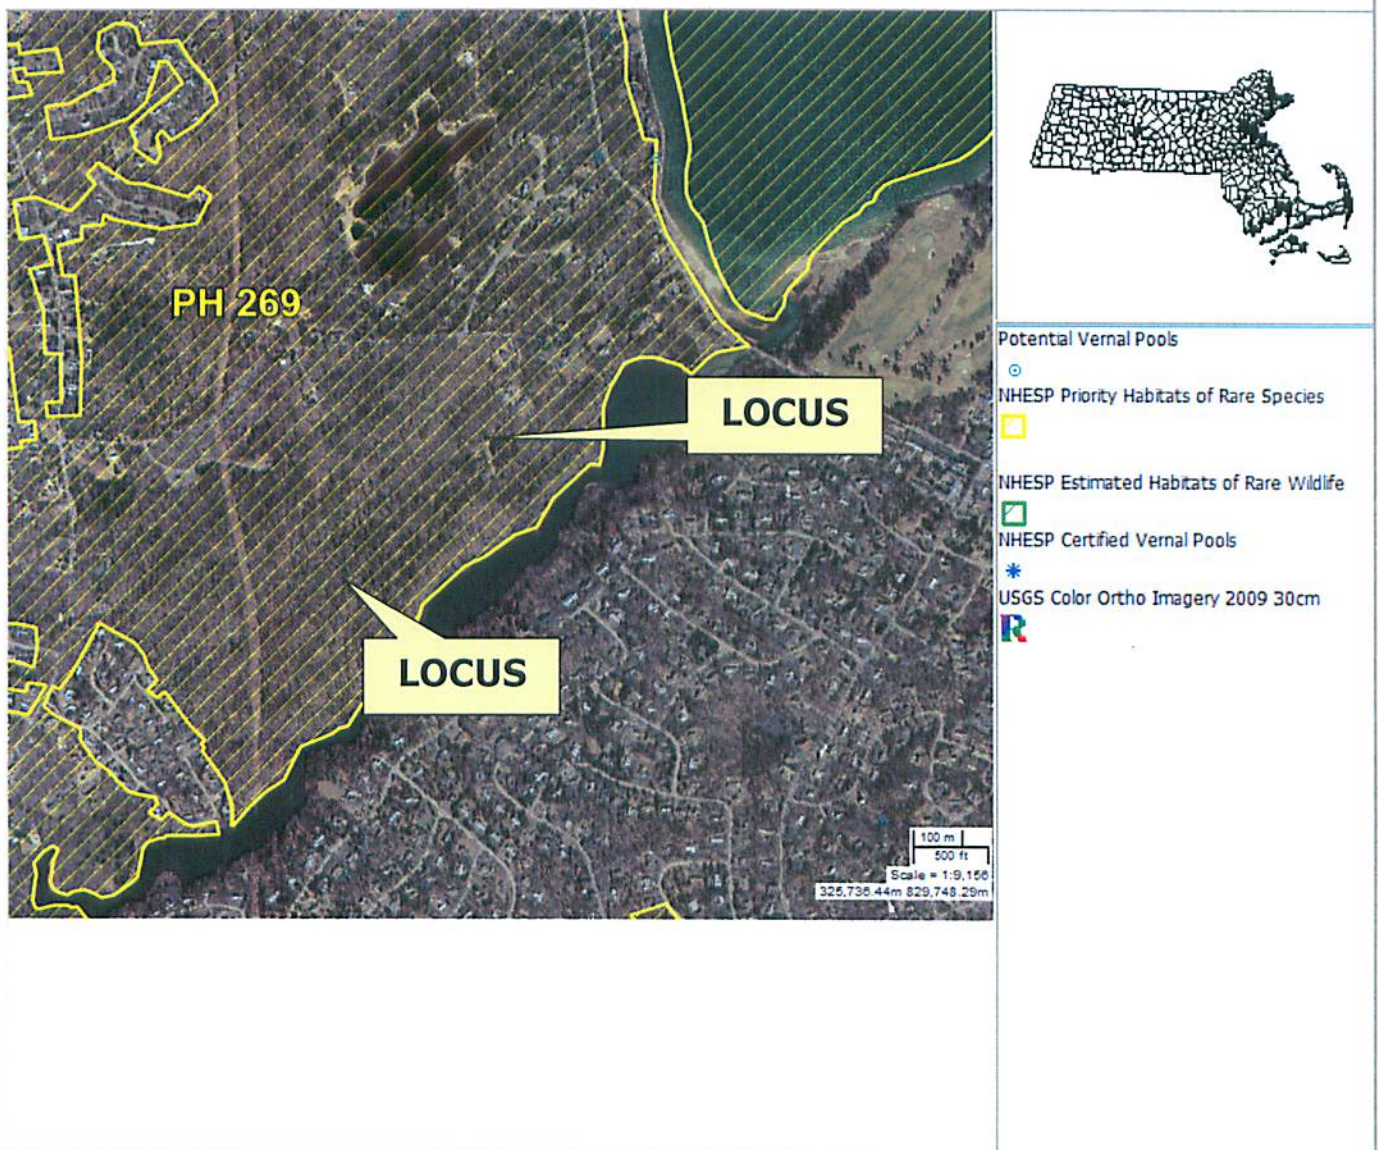 PH 269
LOCUS
LOCUS
100 m
500 ft
Scale = 1:9,156
325,736.44m 829,748.29m
Potential Vernal Pools
NHESP Priority Habitats of Rare Species
NHESP Estimated Habitats of Rare Wildlife
NHESP Certified Vernal Pools
USGS Color Ortho Imagery 2009 30cm
R